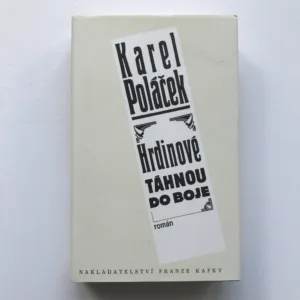 Karel
Poláček
Hrdinové
TÁHNOU
DO BOJE
román
NAKLADATELSTVÍ FRANZE KAFKY